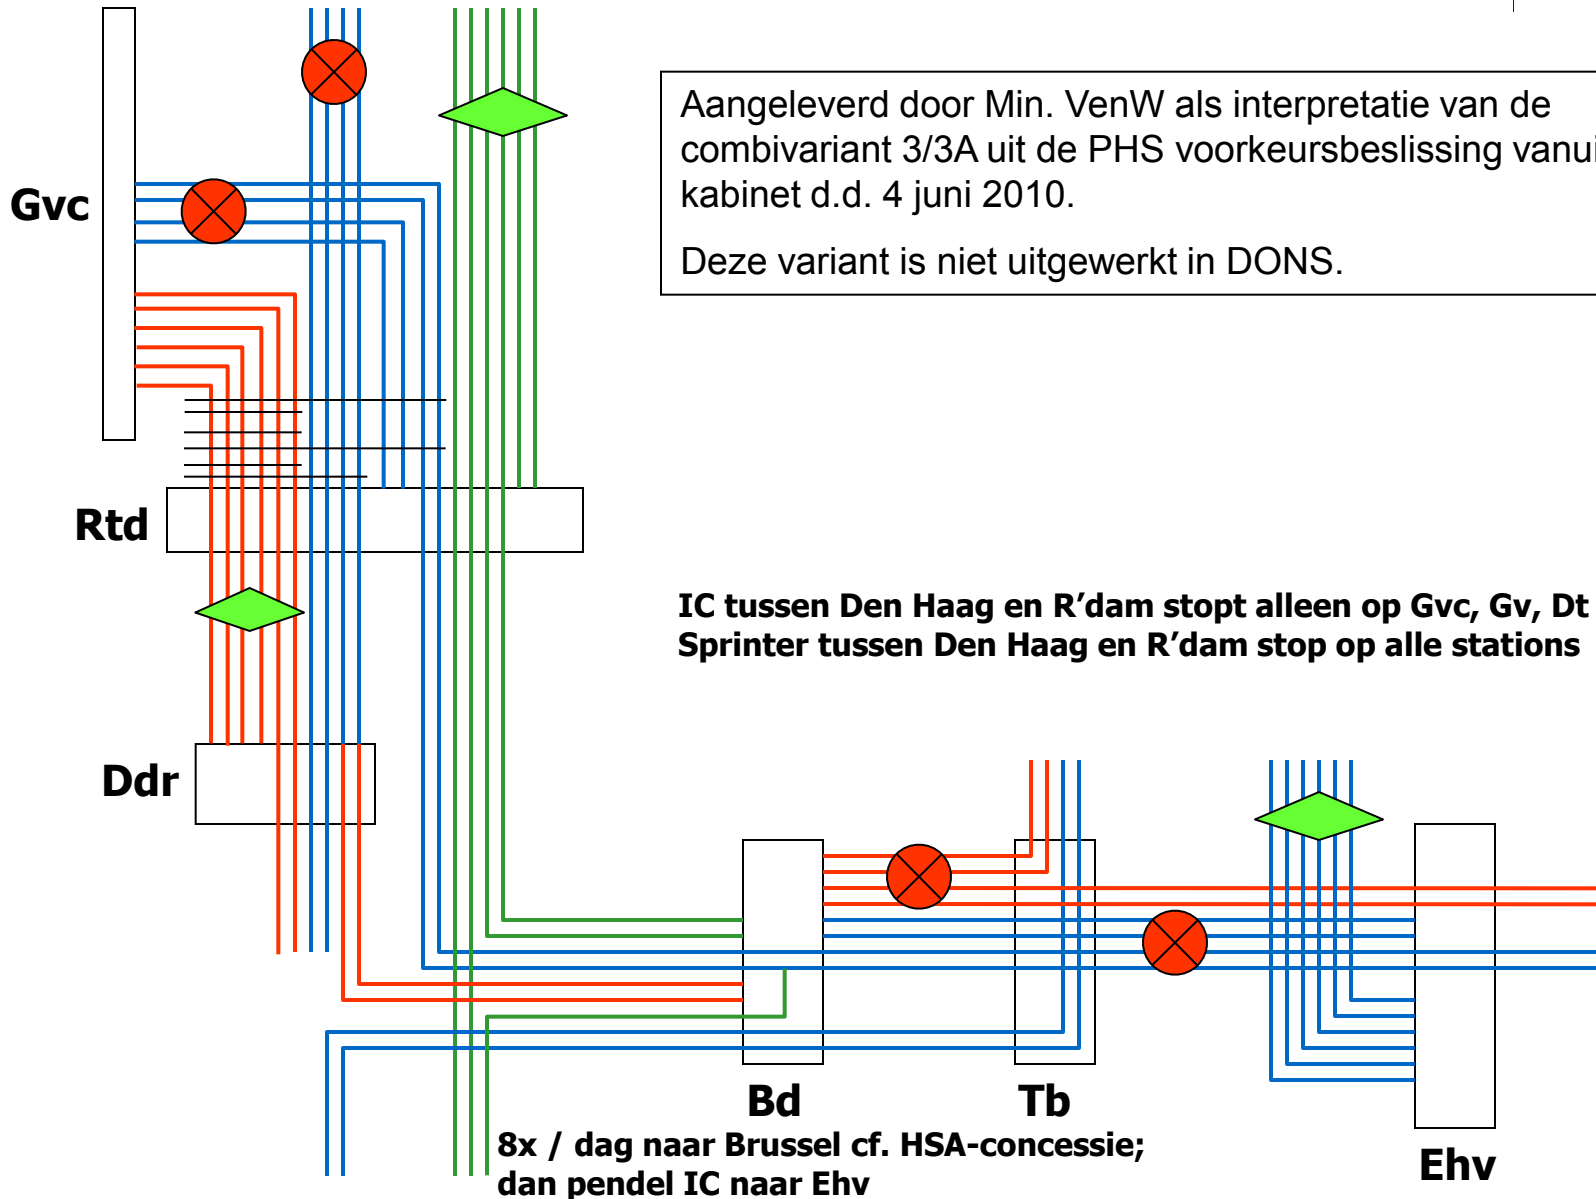 Aangeleverd door Min. VenW als interpretatie van de
combivariant 3/3A uit de PHS voorkeursbeslissing
kabinet d.d. 4 juni 2010.
Deze variant is niet uitgewerkt in DONS.
Gvc
Rtd
IC tussen Den Haag en R’dam stopt alleen op Gvc, Gv, Dt
Sprinter tussen Den Haag en R’dam stop op alle stations
Ddr
Bd
Tb
Ehv
8x / dag naar Brussel cf. HSA-concessie;
dan pendel IC naar Ehv